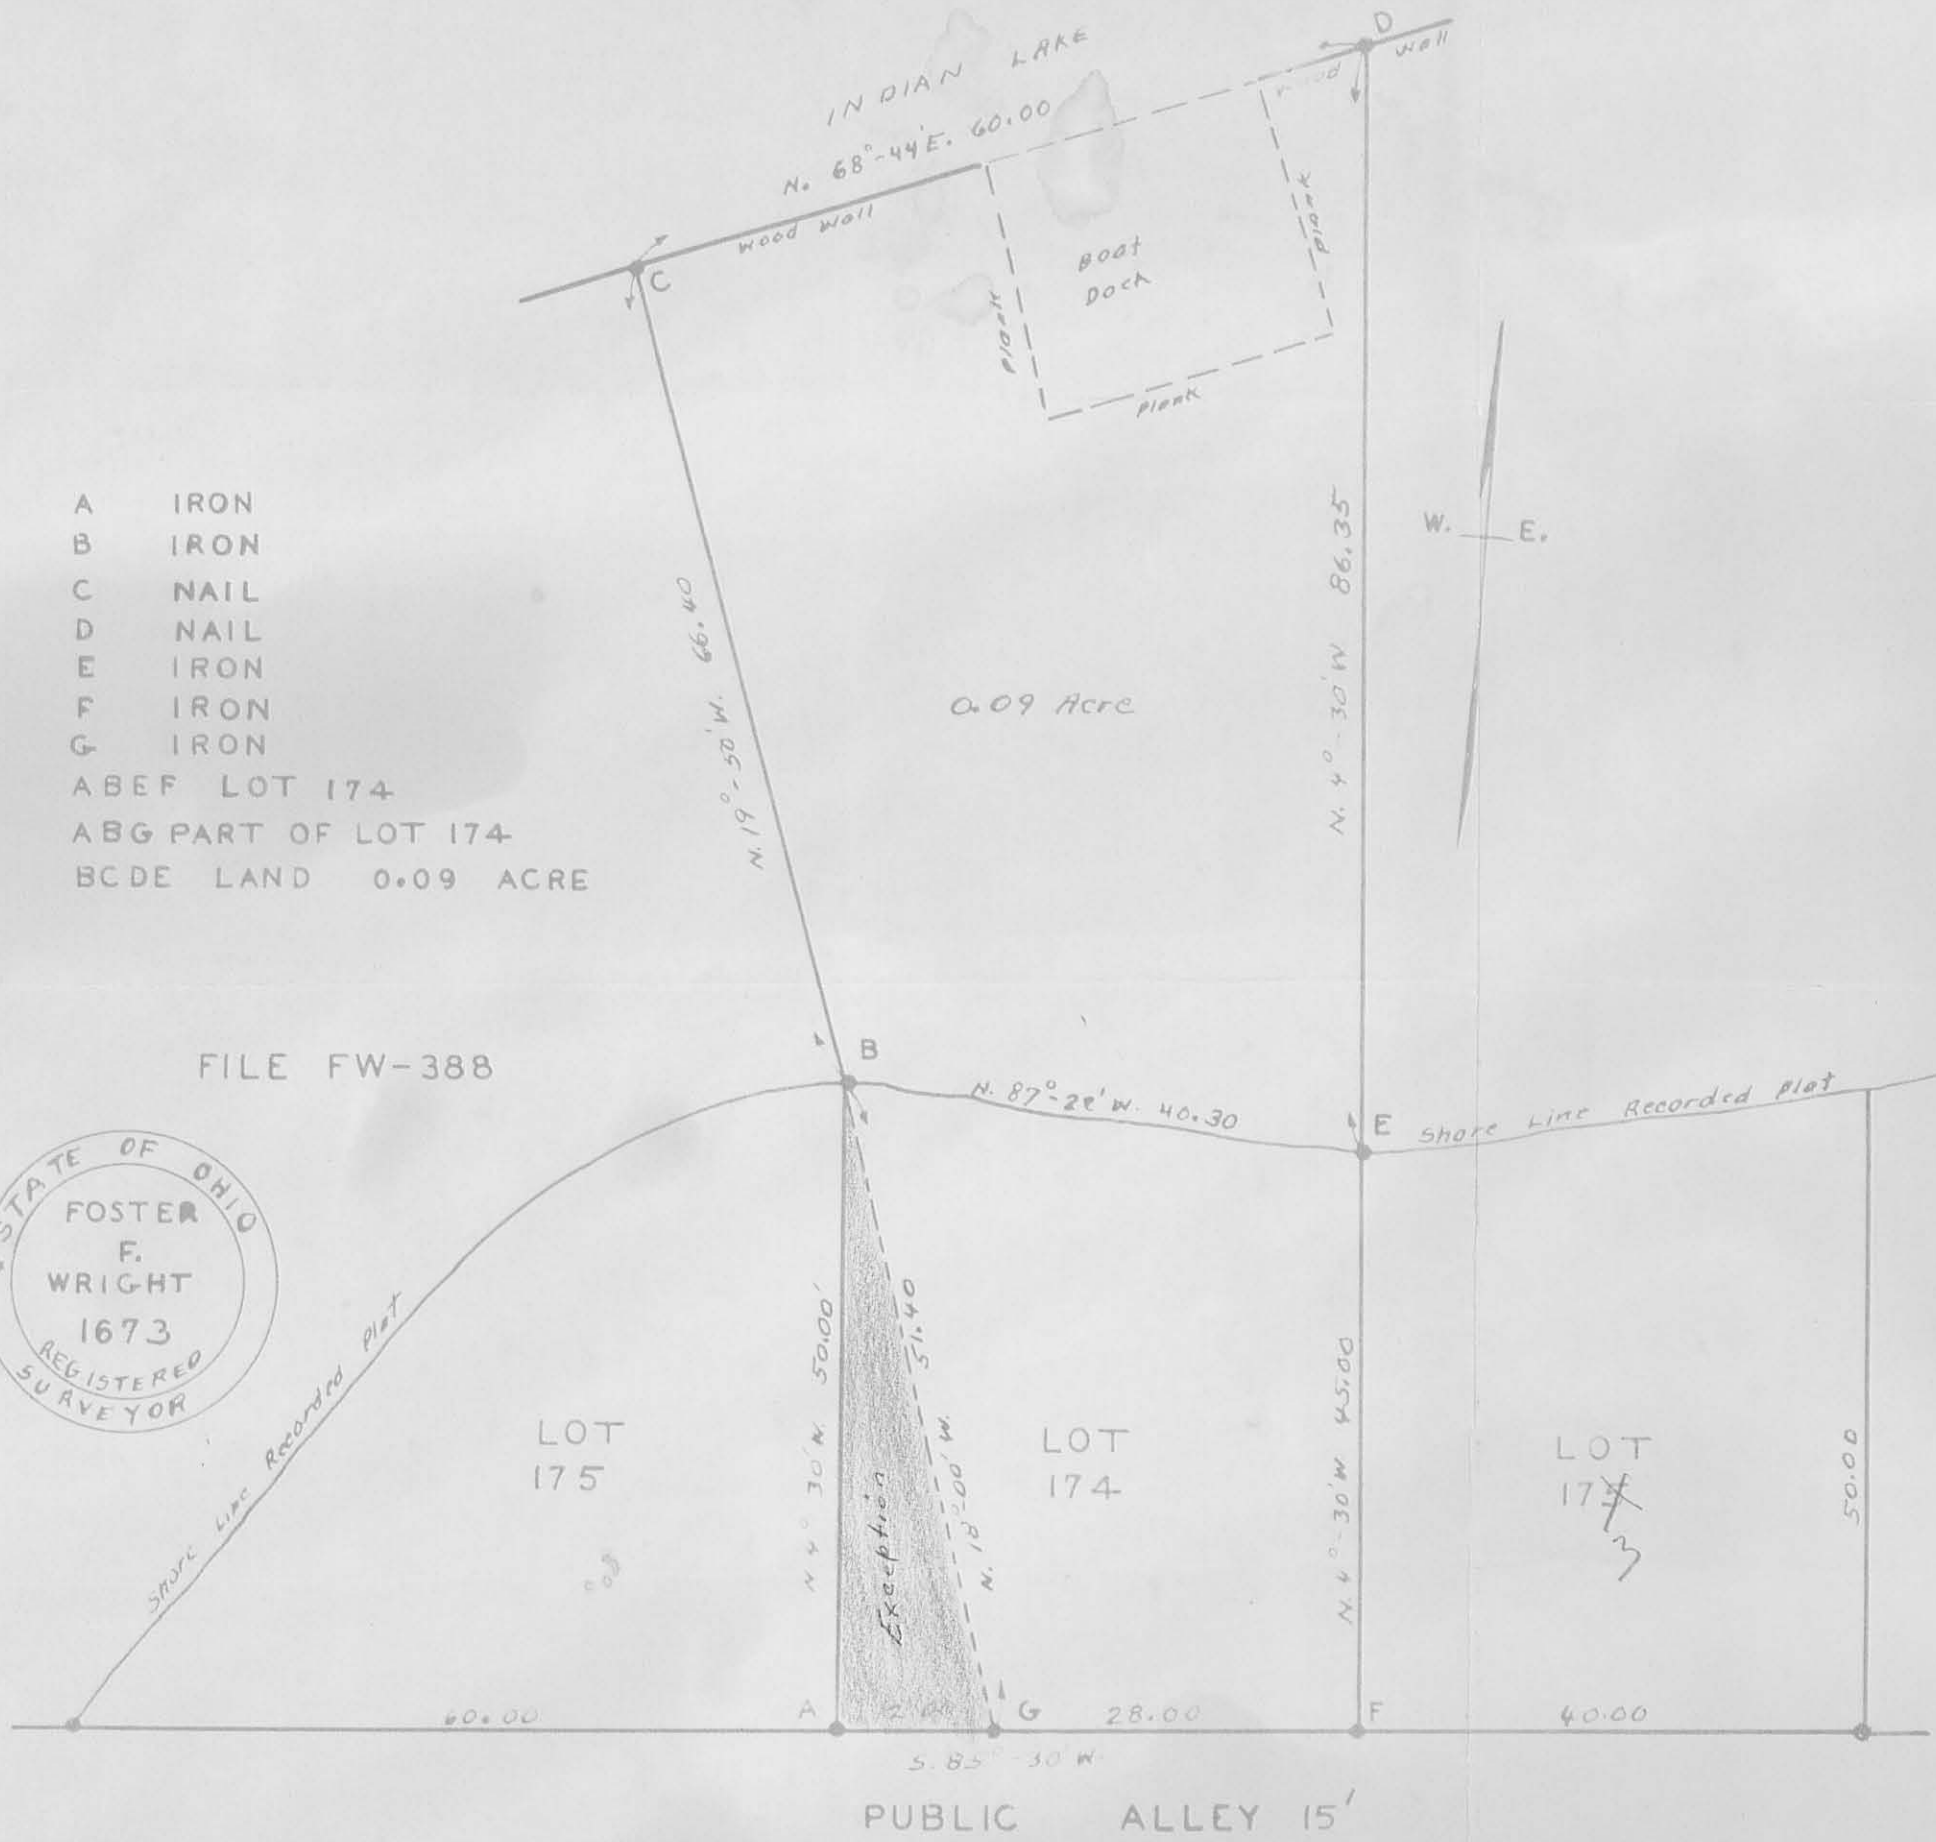 INDIAN LAKE
N. 68°-44'E. 60.00
wood wall
D
wall
C
Plank
Boat
Dock
Plank
Plank
A IRON
B IRON
C NAIL
D NAIL
E IRON
F IRON
G IRON
ABEF LOT 174
ABG PART OF LOT 174
BCDE LAND 0.09 ACRE
N. 19°-50'W. 66.40
0.09 Acre
N. 4°-30'W 86.35
W. E.
FILE FW-388
B
N. 87°-22'W. 40.30
E
Shore Line Recorded Plat
STATE OF OHIO
FOSTER
F.
WRIGHT
1673
REGISTERED
SURVEYOR
Shore Line Recorded Plat
LOT
175
N 4° 30'W. 50.00'
Exception
51.40
N. 18°-00'W.
LOT
174
N. 4°-30'W 45.00
LOT
17
3
50.00
60.00
A
G
28.00
F
40.00
S. 85°-30'W.
PUBLIC ALLEY 15'